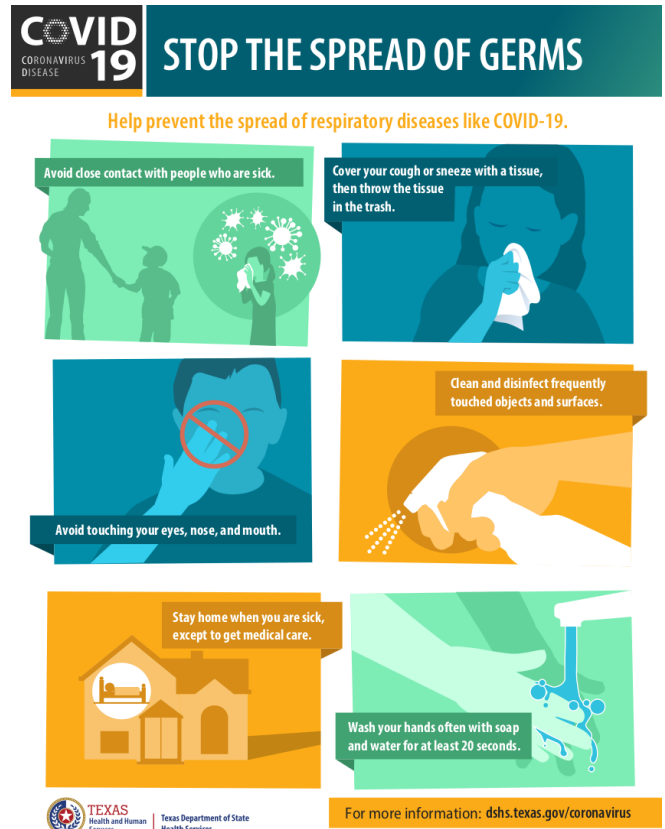 COVID
CORONAVIRUS
DISEASE
19
STOP THE SPREAD OF GERMS
Help prevent the spread of respiratory diseases like COVID-19.
Avoid close contact with people who are sick.
Cover your cough or sneeze with a tissue,
then throw the tissue
in the trash.
Avoid touching your eyes, nose, and mouth.
Clean and disinfect frequently
touched objects and surfaces.
Stay home when you are sick,
except to get medical care.
Wash your hands often with soap
and water for at least 20 seconds.
TEXAS
Health and Human
Services
Texas Department of State
Health Services
For more information: dshs.texas.gov/coronavirus